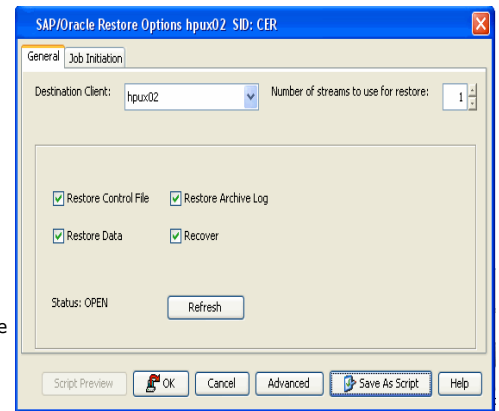 SAP/Oracle Restore Options hpux02 SID: CER
General Job Initiation
Destination Client: hpux02 Number of streams to use for restore: 1
Restore Control File Restore Archive Log
Restore Data Recover
Status: OPEN Refresh
e
Script Preview OK Cancel Advanced Save As Script Help